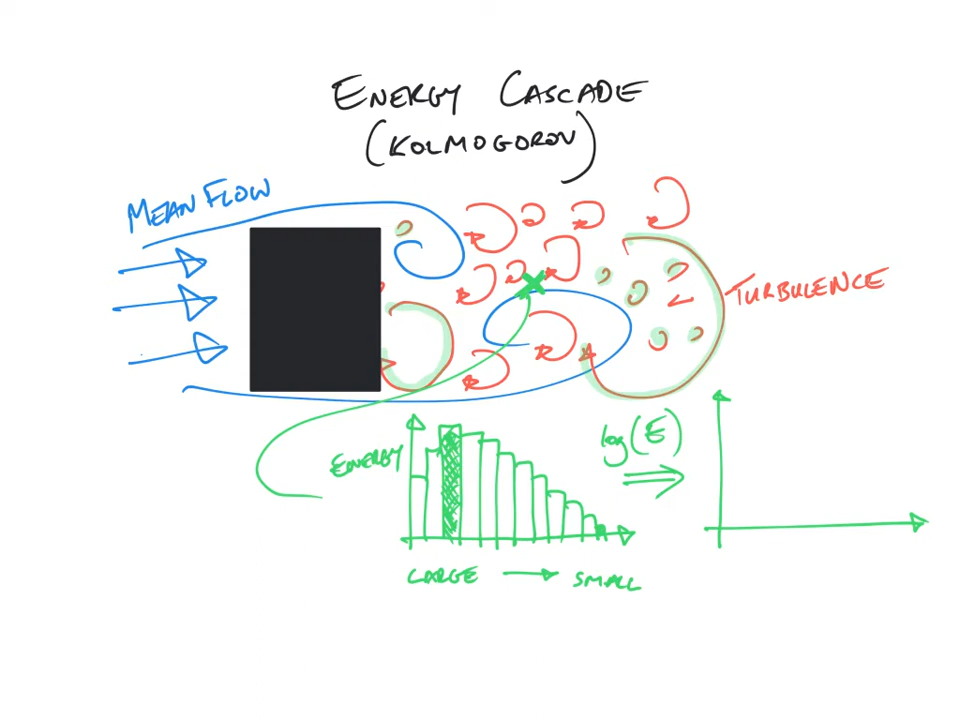 ENERGY CASCADE
(KOLMOGOROV)
MEAN FLOW
TURBULENCE
log(E)
ENERGY
LARGE → SMALL